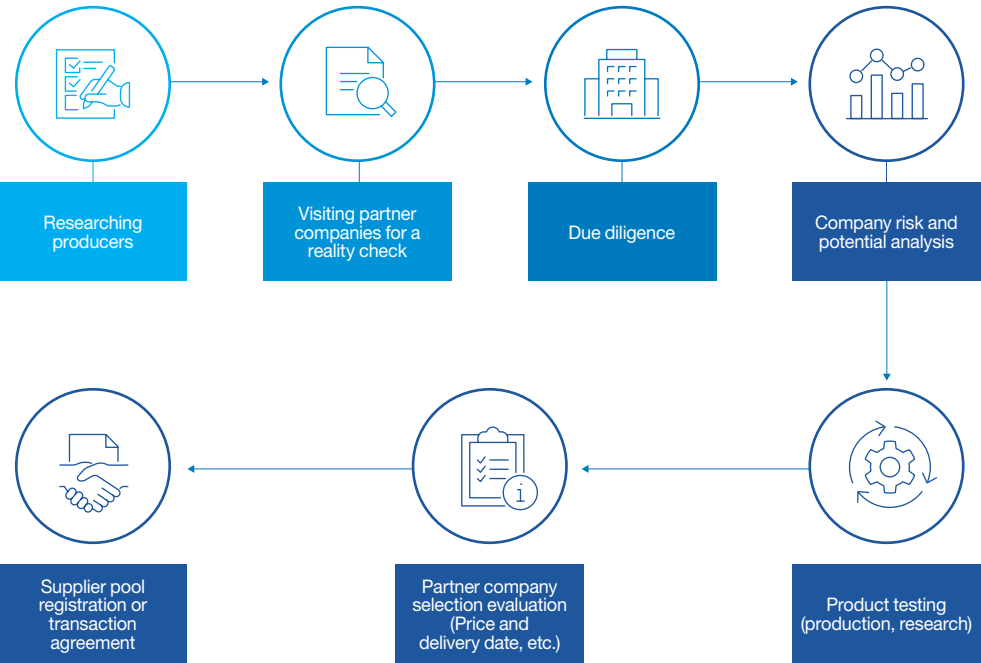 Researching
producers
Visiting partner
companies for a
reality check
Due diligence
Company risk and
potential analysis
Product testing
(production, research)
Partner company
selection evaluation
(Price and
delivery date, etc.)
Supplier pool
registration or
transaction
agreement
i